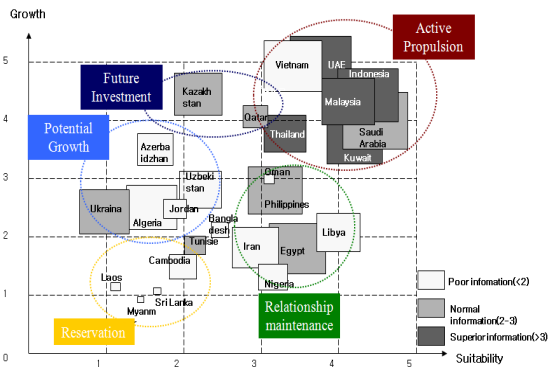 Growth
Active
Propulsion
Future
Investment
Potential
Growth
5
4
3
2
1
0
Vietnam
UAE
Indonesia
Malaysia
Kazakh
stan
Qatar
Thailand
Saudi
Arabia
Kuwait
Azerba
idzhan
Uzbeki
stan
Oman
Philippines
Ukraina
Algeria
Jordan
Bangla
desh
Tunisie
Iran
Egypt
Libya
Cambodia
Nigeria
Laos
Sri Lanka
Myanm
Reservation
Relationship
maintenance
Poor infomation(<2)
Normal
information(2-3)
Superior information(>3)
1
2
3
4
5
Suitability